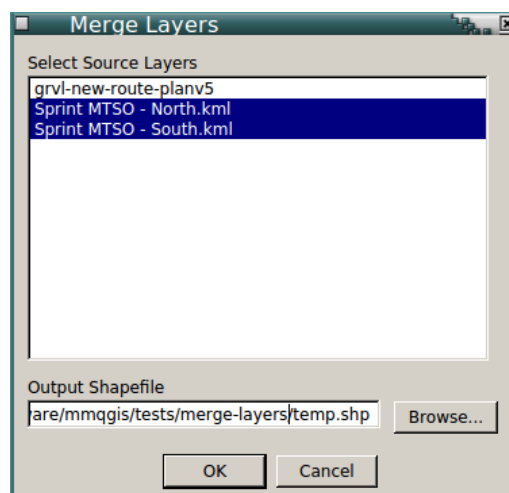 Merge Layers
Select Source Layers
grvl-new-route-planv5
Sprint MTSO - North.kml
Sprint MTSO - South.kml
Output Shapefile
/mmqgis/tests/merge-layers/temp.shp
Browse...
OK
Cancel